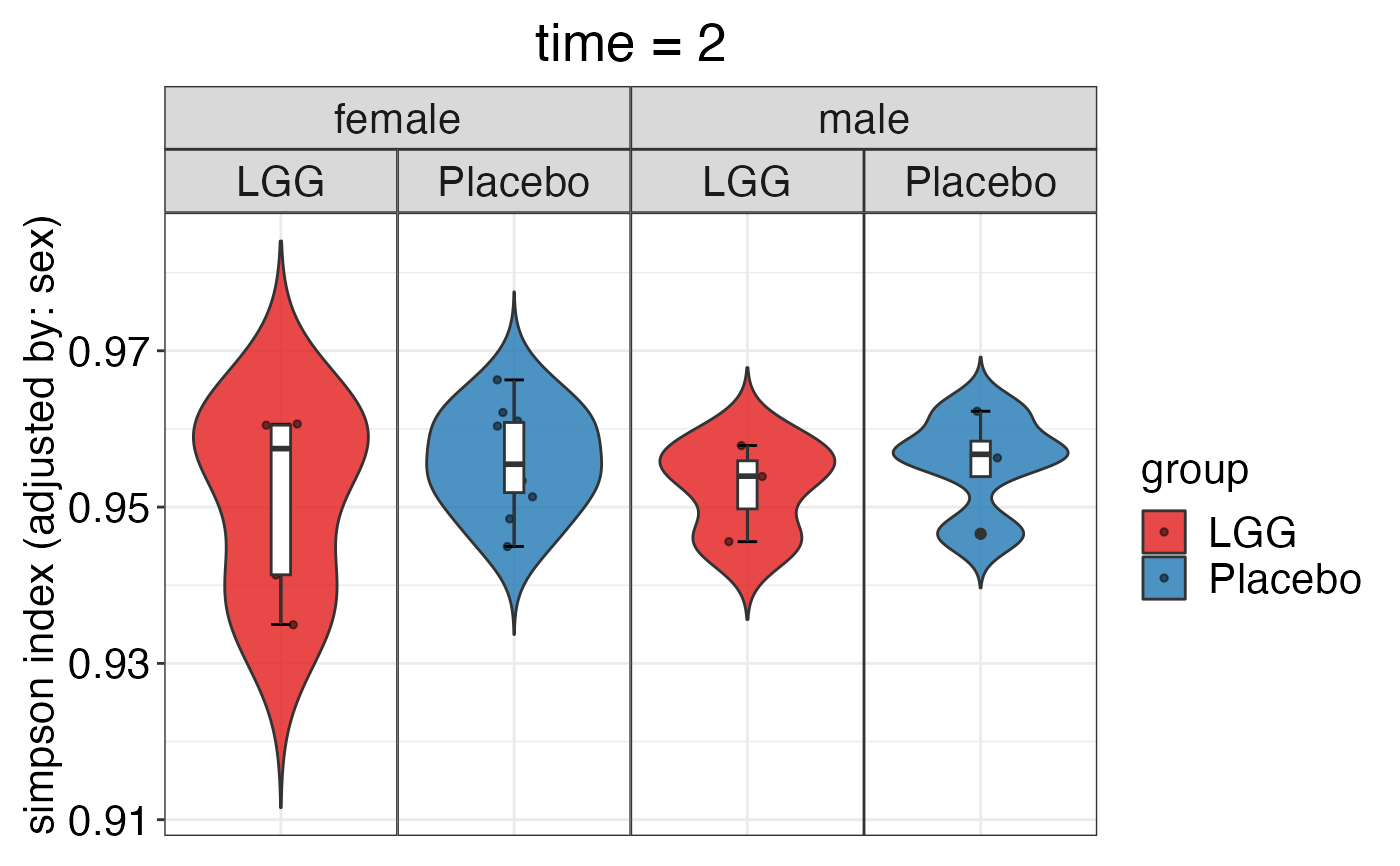 time = 2
female male
LGG Placebo LGG Placebo
simpson index (adjusted by: sex)
0.97
0.95
0.93
0.91
group
LGG
Placebo